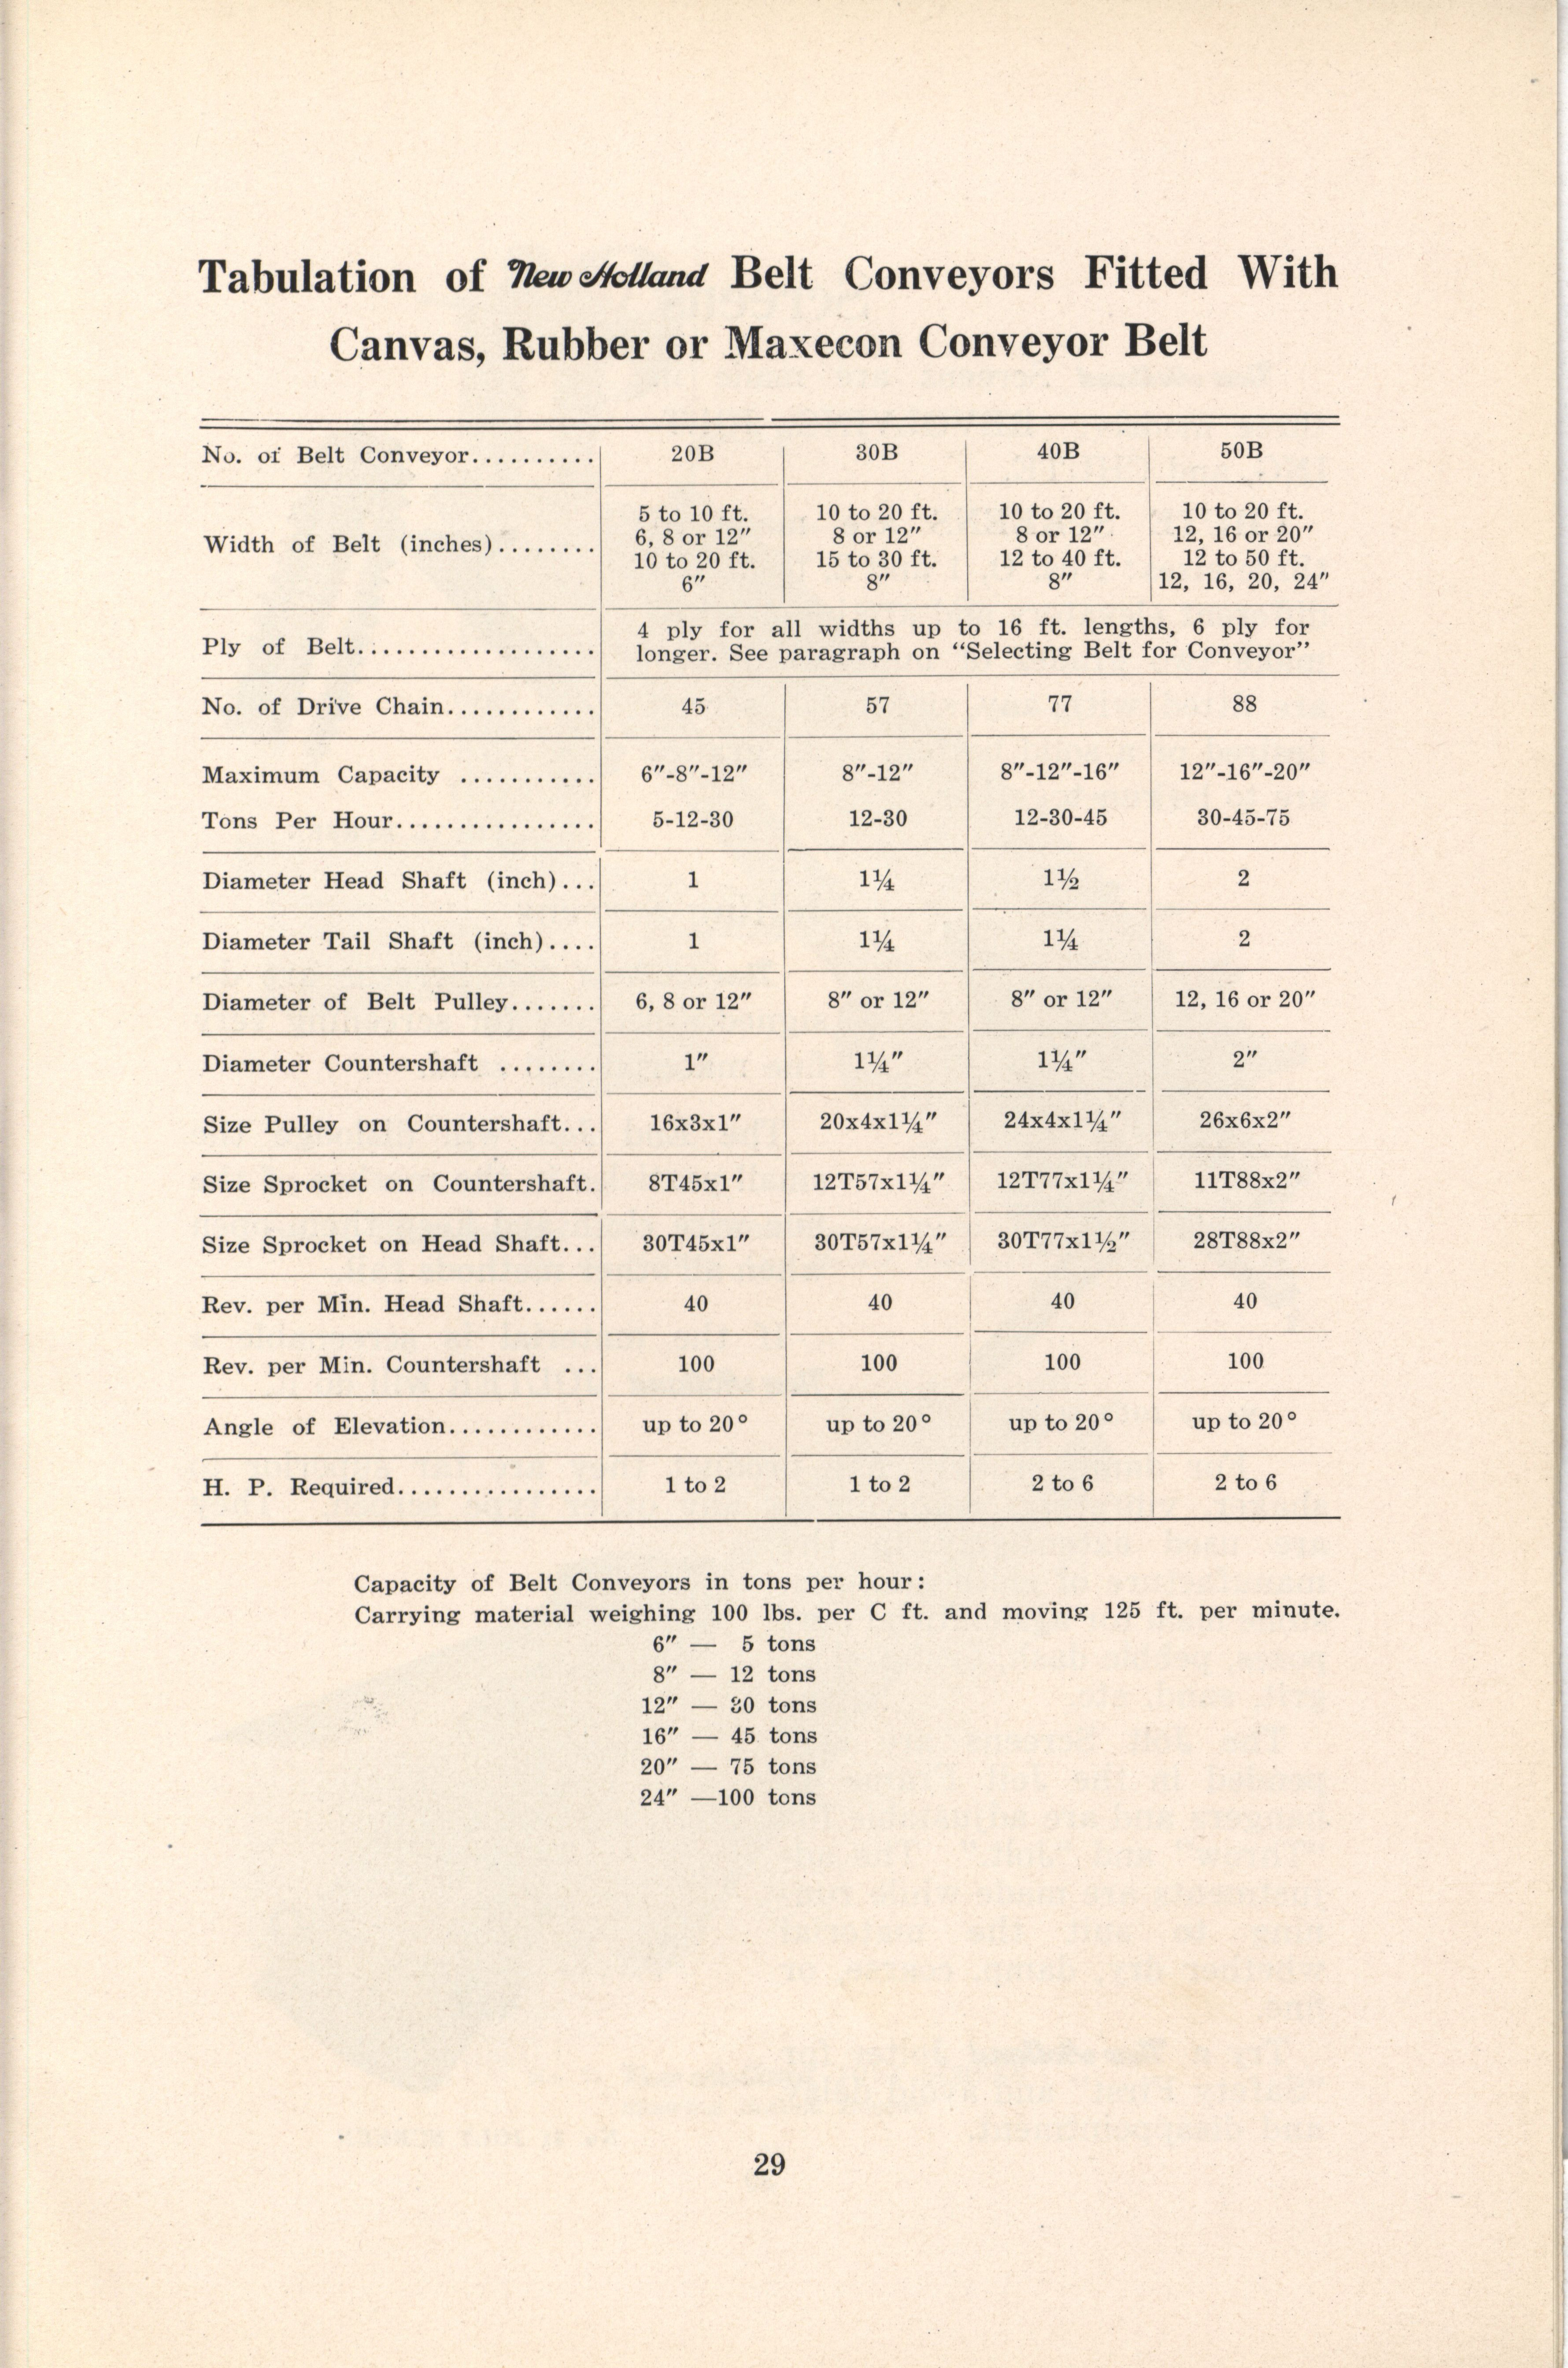 Tabulation of New Holland Belt Conveyors Fitted With
Canvas, Rubber or Maxecon Conveyor Belt
No. of Belt Conveyor.......... 20B 30B 40B 50B
5 to 10 ft. 10 to 20 ft. 10 to 20 ft. 10 to 20 ft.
6, 8 or 12″ 8 or 12″ 8 or 12″ 12, 16 or 20″
Width of Belt (inches)........
10 to 20 ft. 15 to 30 ft. 12 to 40 ft. 12 to 50 ft.
6″ 8″ 8″ 12, 16, 20, 24″
Ply of Belt................... 4 ply for all widths up to 16 ft. lengths, 6 ply for
longer. See paragraph on “Selecting Belt for Conveyor”
No. of Drive Chain............ 45 57 77 88
Maximum Capacity ........... 6″-8″-12″ 8″-12″ 8″-12″-16″ 12″-16″-20″
Tons Per Hour................ 5-12-30 12-30 12-30-45 30-45-75
Diameter Head Shaft (inch)... 1 1¼ 1½ 2
Diameter Tail Shaft (inch).... 1 1¼ 1¼ 2
Diameter of Belt Pulley....... 6, 8 or 12″ 8″ or 12″ 8″ or 12″ 12, 16 or 20″
Diameter Countershaft ........ 1″ 1¼″ 1¼″ 2″
Size Pulley on Countershaft... 16x3x1″ 20x4x1¼″ 24x4x1¼″ 26x6x2″
Size Sprocket on Countershaft. 8T45x1″ 12T57x1¼″ 12T77x1¼″ 11T88x2″
Size Sprocket on Head Shaft... 30T45x1″ 30T57x1¼″ 30T77x1½″ 28T88x2″
Rev. per Min. Head Shaft...... 40 40 40 40
Rev. per Min. Countershaft ... 100 100 100 100
Angle of Elevation............ up to 20° up to 20° up to 20° up to 20°
H. P. Required................ 1 to 2 1 to 2 2 to 6 2 to 6
Capacity of Belt Conveyors in tons per hour:
Carrying material weighing 100 lbs. per C ft. and moving 125 ft. per minute.
6″ — 5 tons
8″ — 12 tons
12″ — 30 tons
16″ — 45 tons
20″ — 75 tons
24″ —100 tons
29